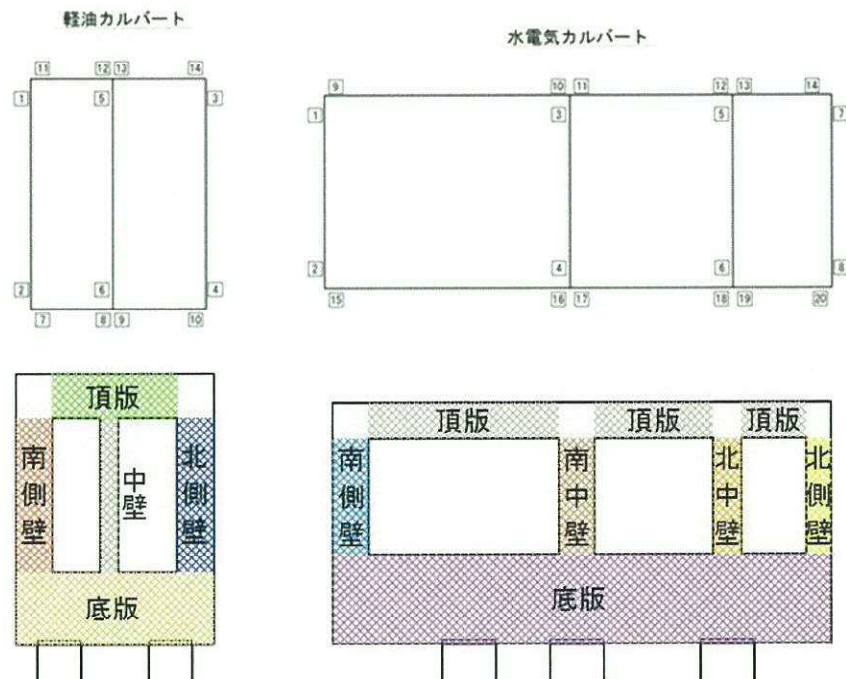 軽油カルバート
水電気カルバート
11 12 13 14
1 5 3
2 6 4
7 8 9 10
9 10 11 12 13 14
1 3 5 7
2 4 6 8
15 16 17 18 19 20
頂版
南側壁
中壁
北側壁
底版
頂版 頂版 頂版
南側壁
南中壁
北中壁
北側壁
底版